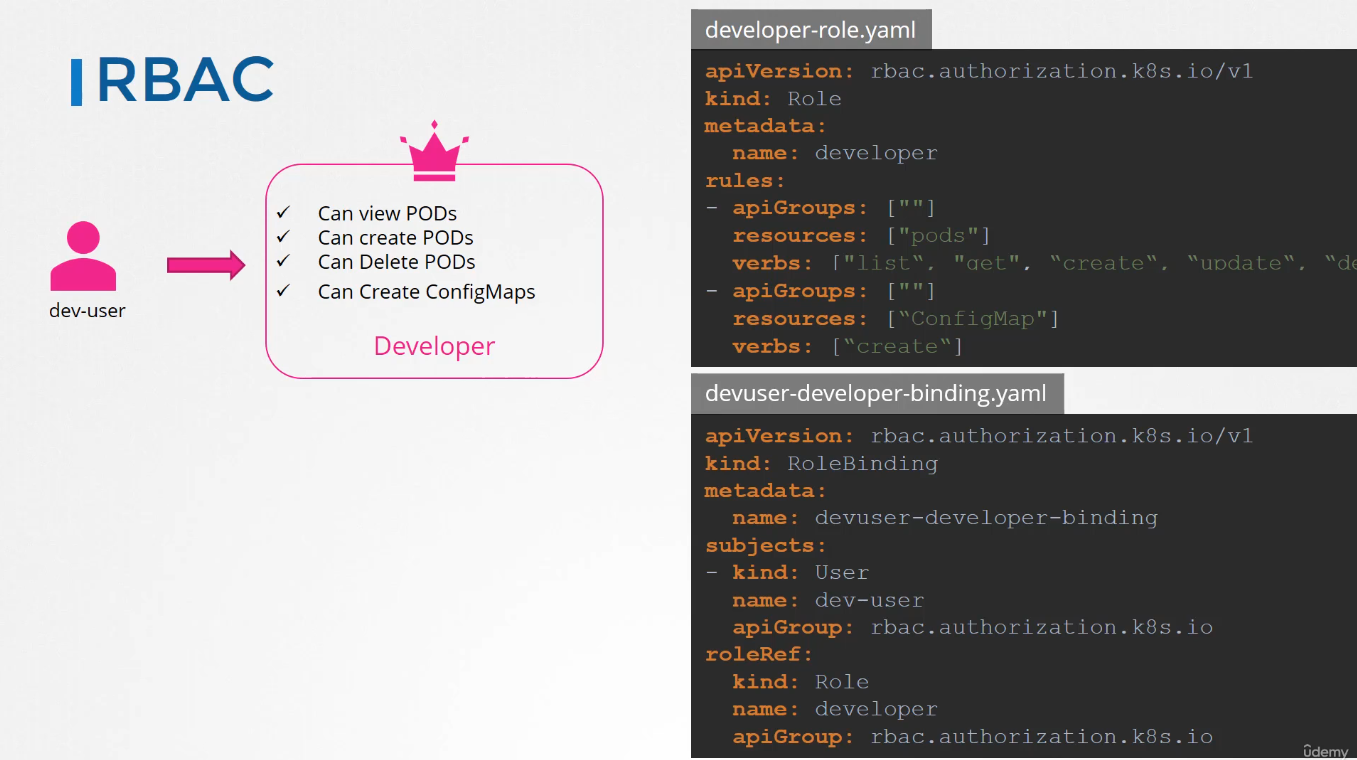 RBAC
dev-user
✓ Can view PODs
✓ Can create PODs
✓ Can Delete PODs
✓ Can Create ConfigMaps
Developer
developer-role.yaml
apiVersion: rbac.authorization.k8s.io/v1
kind: Role
metadata:
  name: developer
rules:
- apiGroups: [""]
  resources: ["pods"]
  verbs: ["list“, "get", “create“, “update“, “de
- apiGroups: [""]
  resources: [“ConfigMap"]
  verbs: [“create“]
devuser-developer-binding.yaml
apiVersion: rbac.authorization.k8s.io/v1
kind: RoleBinding
metadata:
  name: devuser-developer-binding
subjects:
- kind: User
  name: dev-user
  apiGroup: rbac.authorization.k8s.io
roleRef:
  kind: Role
  name: developer
  apiGroup: rbac.authorization.k8s.io
ûdemy